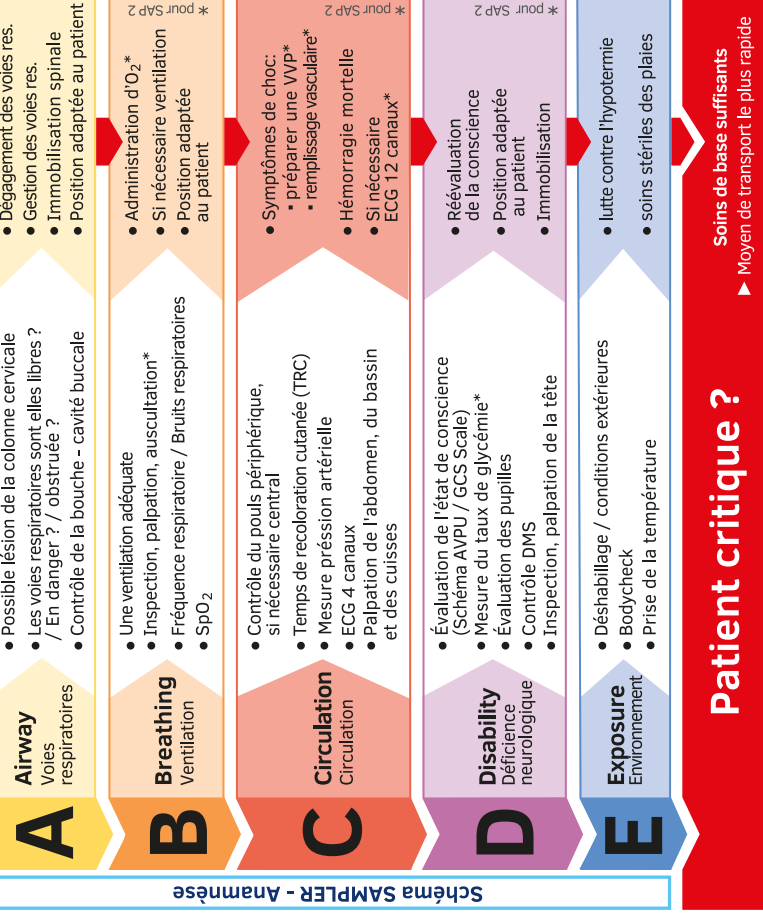 Schéma SAMPLER - Anamnèse
A
Airway
Voies
respiratoires
• Possible lésion de la colonne cervicale
• Les voies respiratoires sont elles libres ?
/ En danger ? / obstruée ?
• Contrôle de la bouche - cavité buccale
• Dégagement des voies res.
• Gestion des voies res.
• Immobilisation spinale
• Position adaptée au patient
B
Breathing
Ventilation
• Une ventilation adéquate
• Inspection, palpation, auscultation*
• Fréquence respiratoire / Bruits respiratoires
• SpO₂
• Administration d'O₂*
• Si nécessaire ventilation
• Position adaptée
au patient
* pour SAP 2
C
Circulation
Circulation
• Contrôle du pouls périphérique,
si nécessaire central
• Temps de recoloration cutanée (TRC)
• Mesure préssion artérielle
• ECG 4 canaux
• Palpation de l'abdomen, du bassin
et des cuisses
• Symptômes de choc:
▪ préparer une VVP*
▪ remplissage vasculaire*
• Hémorragie mortelle
• Si nécessaire
ECG 12 canaux*
* pour SAP 2
D
Disability
Déficience
neurologique
• Évaluation de l'état de conscience
(Schéma AVPU / GCS Scale)
• Mesure du taux de glycémie*
• Évaluation des pupilles
• Contrôle DMS
• Inspection, palpation de la tête
• Réévaluation
de la conscience
• Position adaptée
au patient
• Immobilisation
* pour SAP 2
E
Exposure
Environnement
• Déshabillage / conditions extérieures
• Bodycheck
• Prise de la température
• lutte contre l'hypotermie
• soins stériles des plaies
Patient critique ?
Soins de base suffisants
▶ Moyen de transport le plus rapide